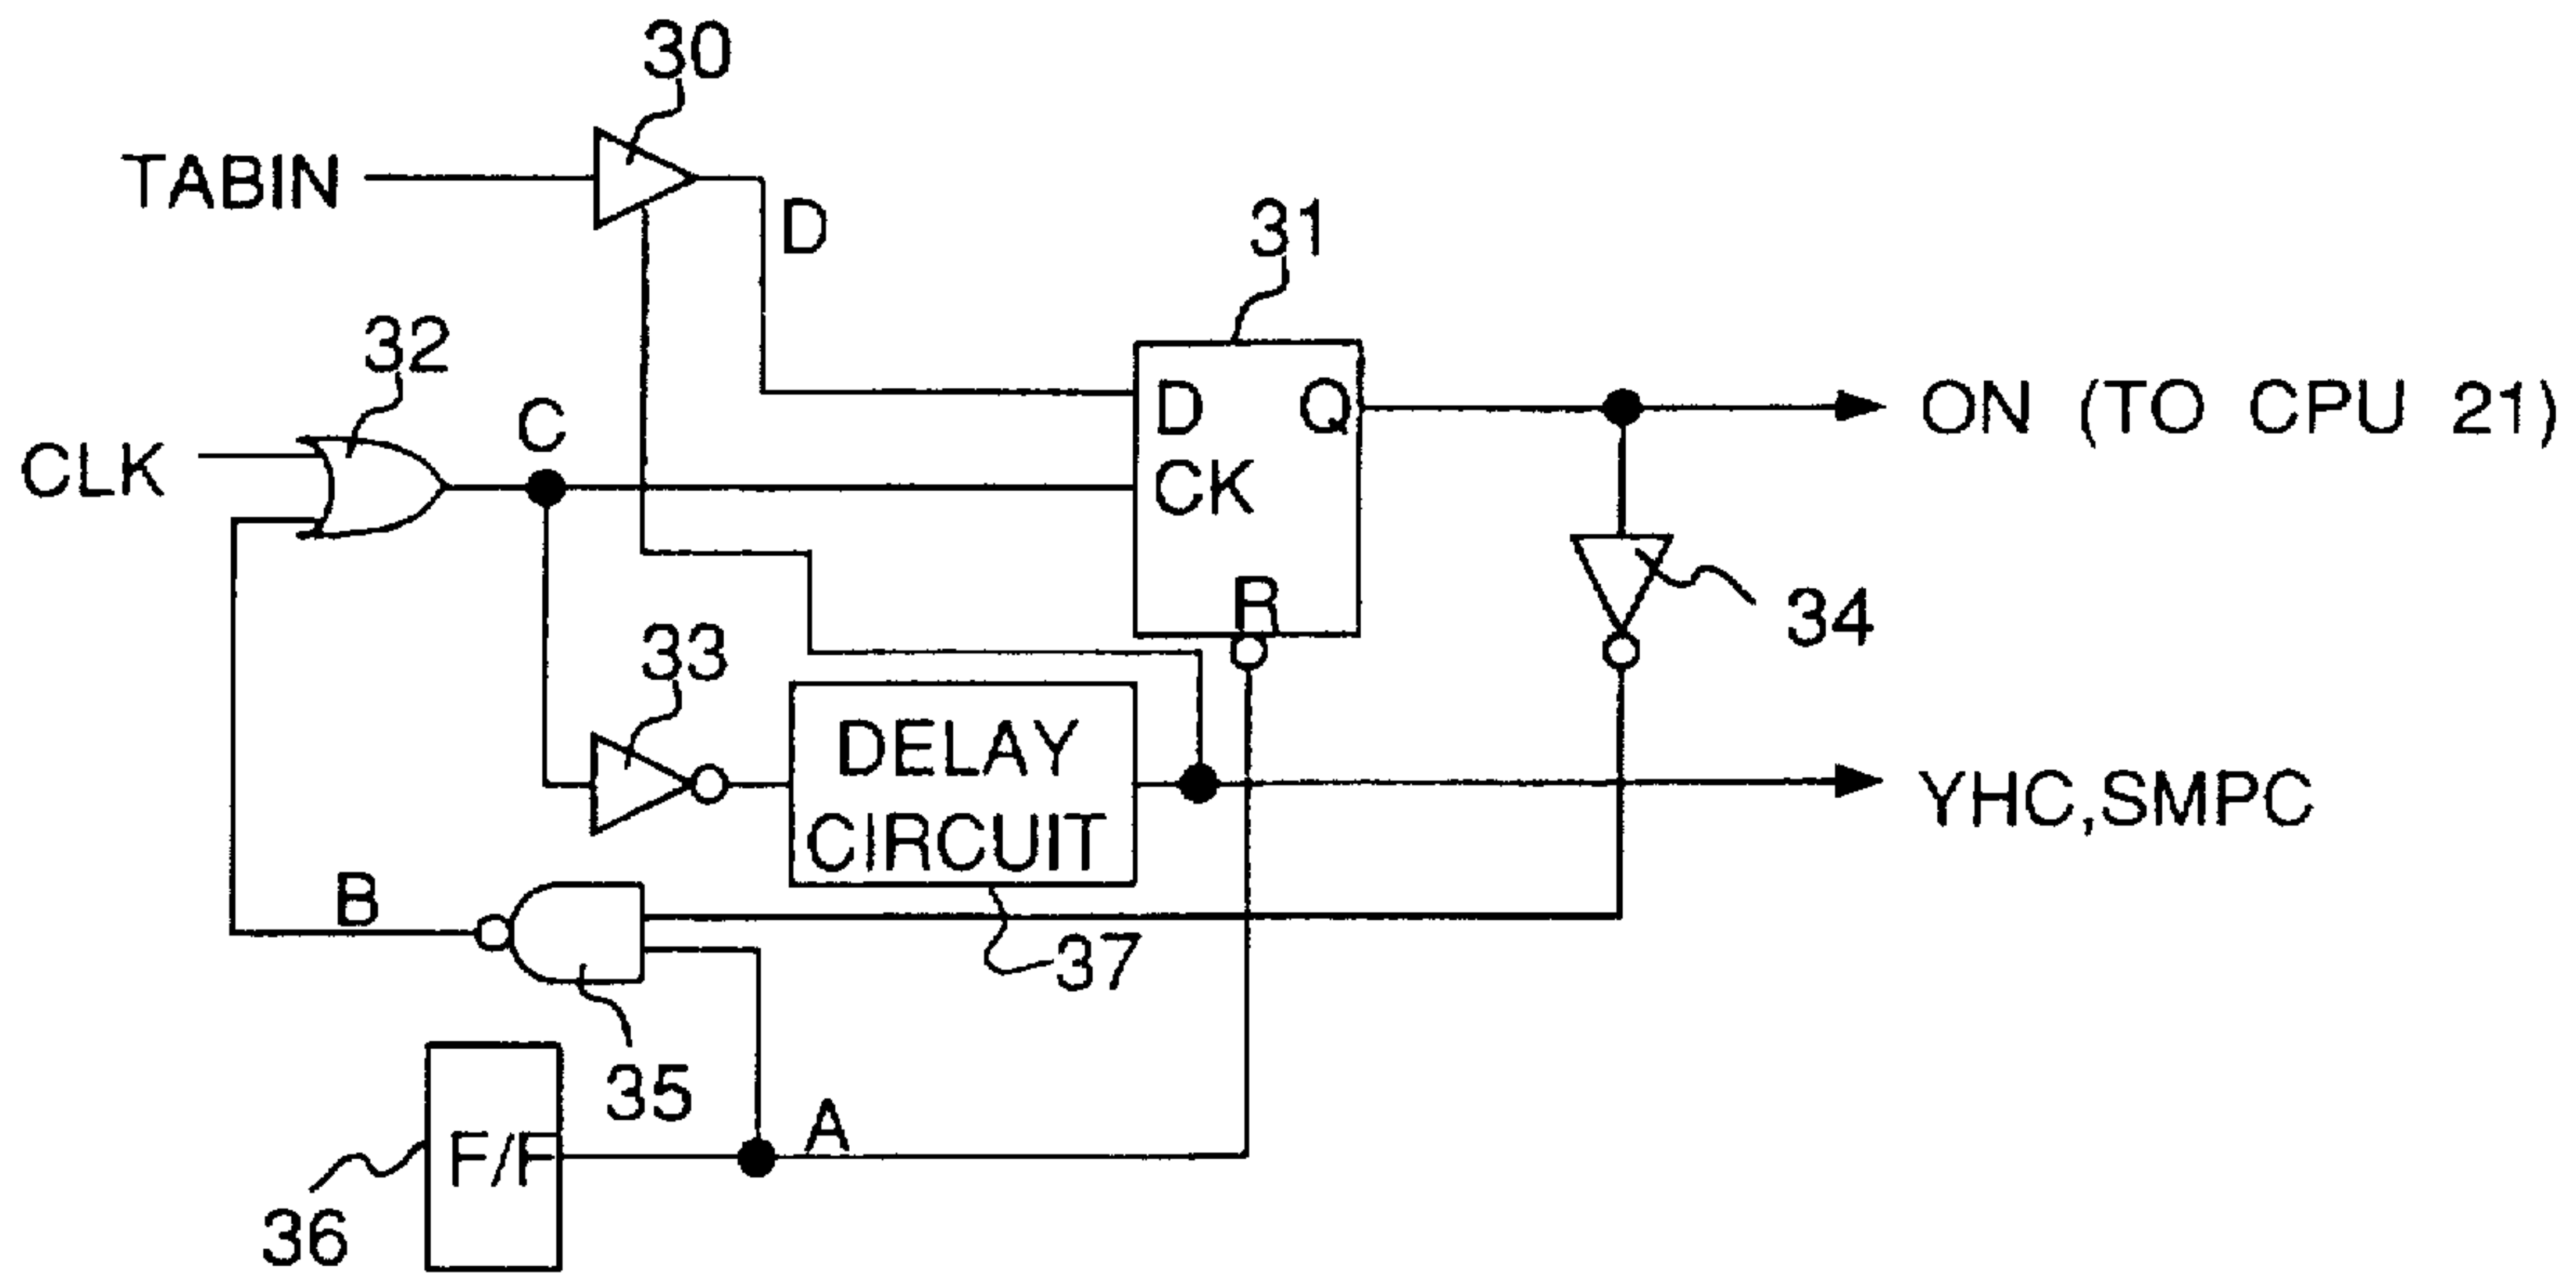 30
TABIN
D
31
32
CLK
C
D
Q
CK
R
ON (TO CPU 21)
34
33
DELAY
CIRCUIT
YHC,SMPC
B
37
35
A
F/F
36